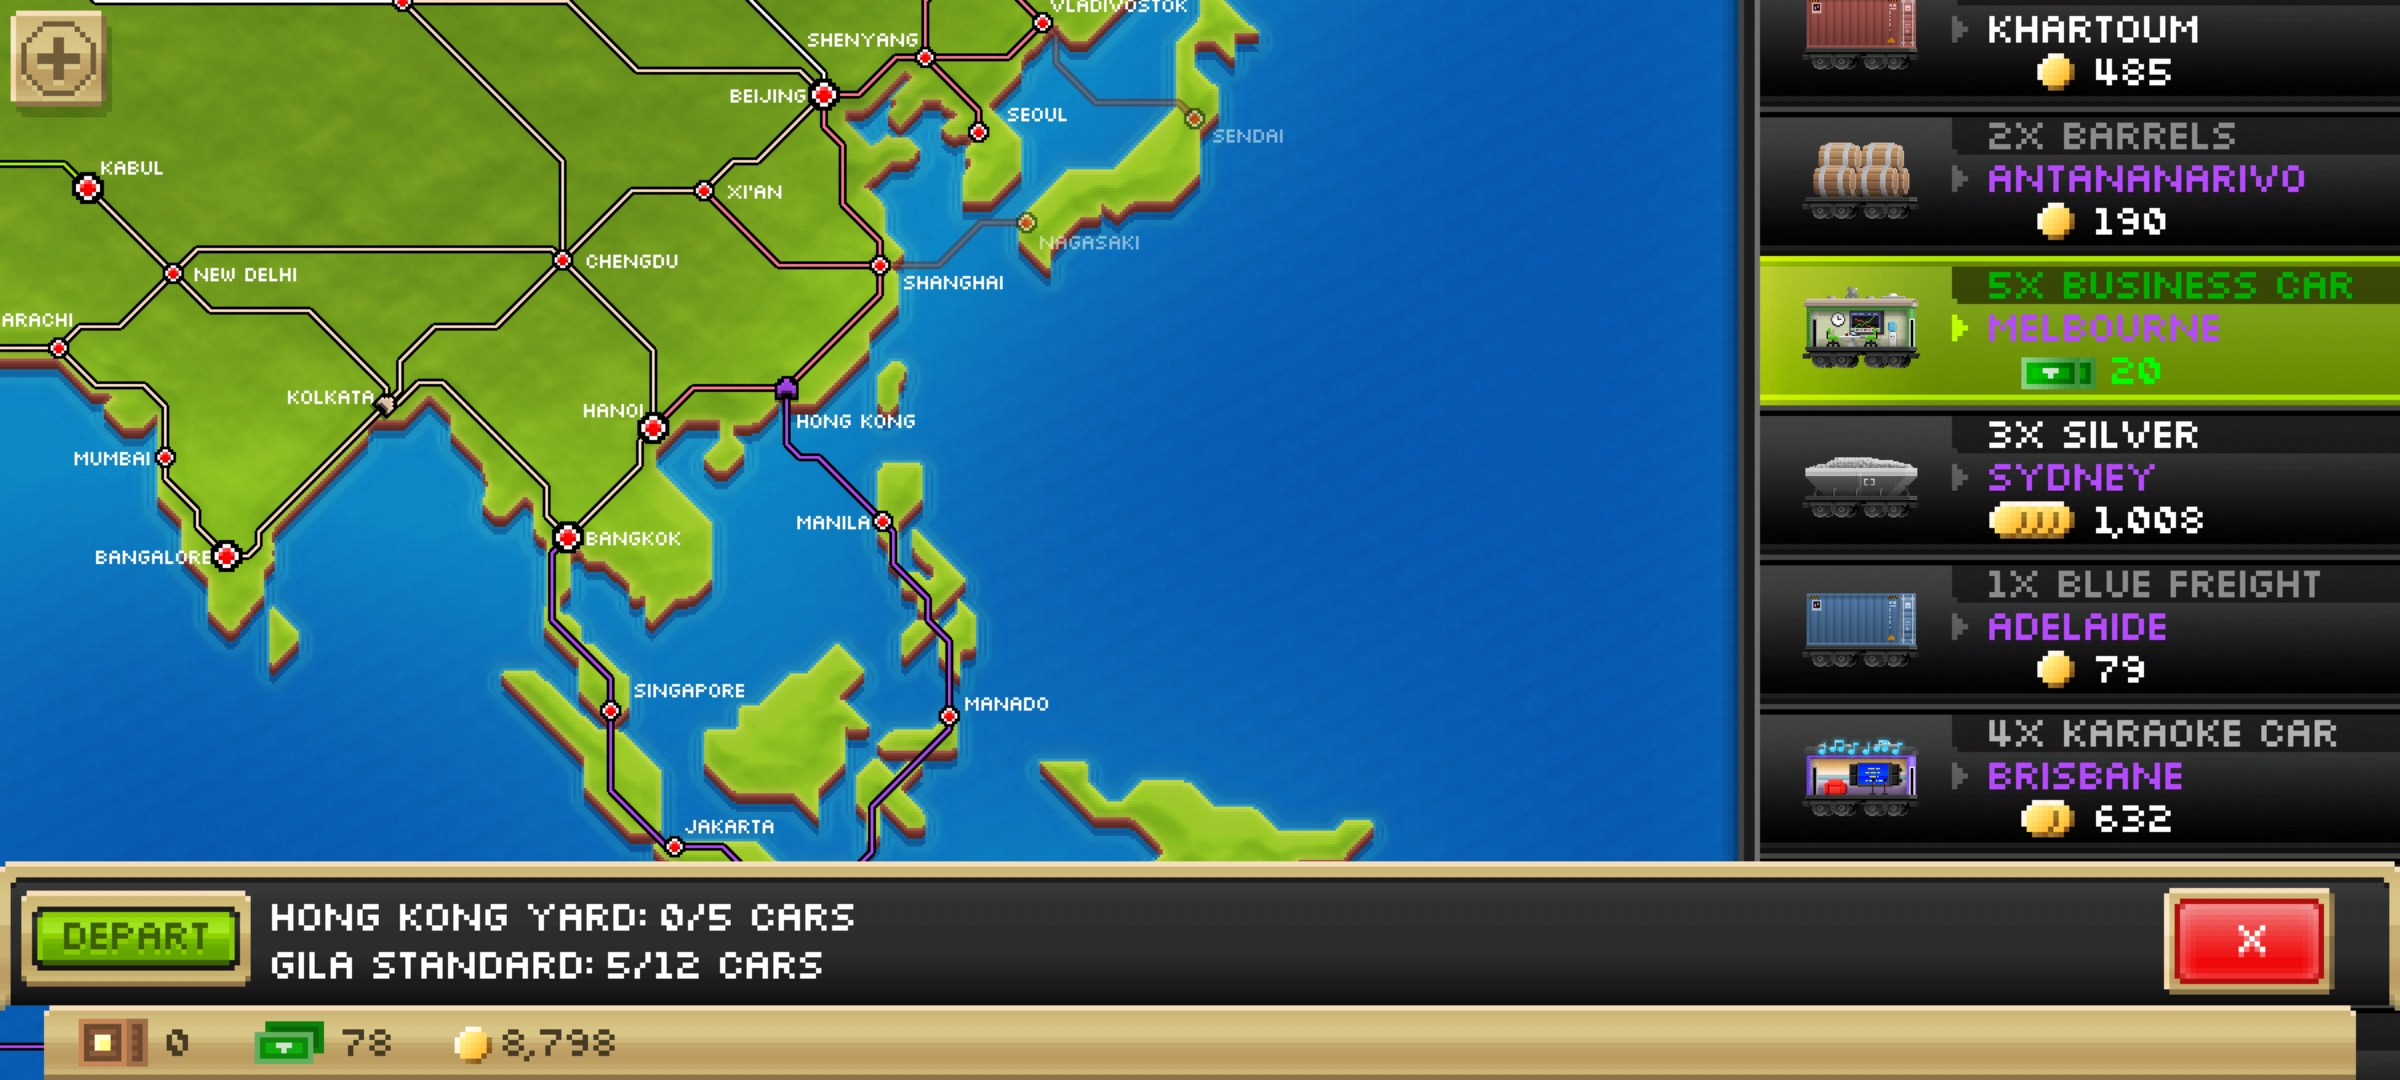 VLADIVOSTOK
SHENYANG
BEIJING
SEOUL
SENDAI
KABUL
XI'AN
NAGASAKI
NEW DELHI
CHENGDU
SHANGHAI
ARACHI
KOLKATA
HANOI
HONG KONG
MUMBAI
MANILA
BANGKOK
BANGALORE
SINGAPORE
MANADO
JAKARTA
KHARTOUM
485
2X BARRELS
ANTANANARIVO
190
5X BUSINESS CAR
MELBOURNE
20
3X SILVER
SYDNEY
1,008
1X BLUE FREIGHT
ADELAIDE
79
4X KARAOKE CAR
BRISBANE
632
DEPART
HONG KONG YARD: 0/5 CARS
GILA STANDARD: 5/12 CARS
X
0 78 8,798